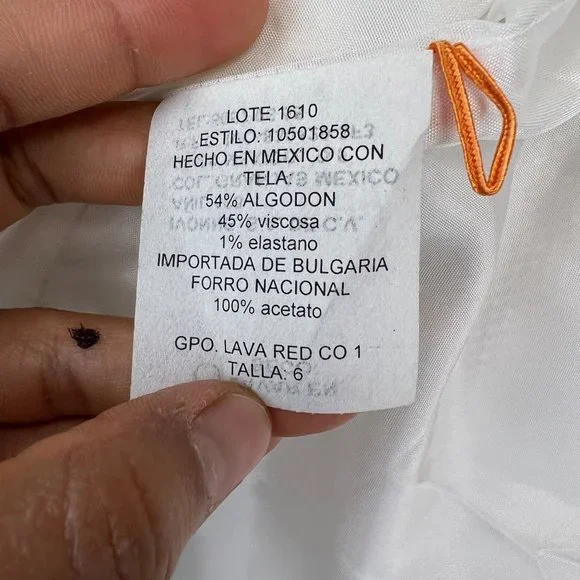 LOTE 1610
ESTILO: 10501858
HECHO EN MEXICO CON
TELA:
54% ALGODON
45% viscosa
1% elastano
IMPORTADA DE BULGARIA
FORRO NACIONAL
100% acetato
GPO. LAVA RED CO 1
TALLA: 6